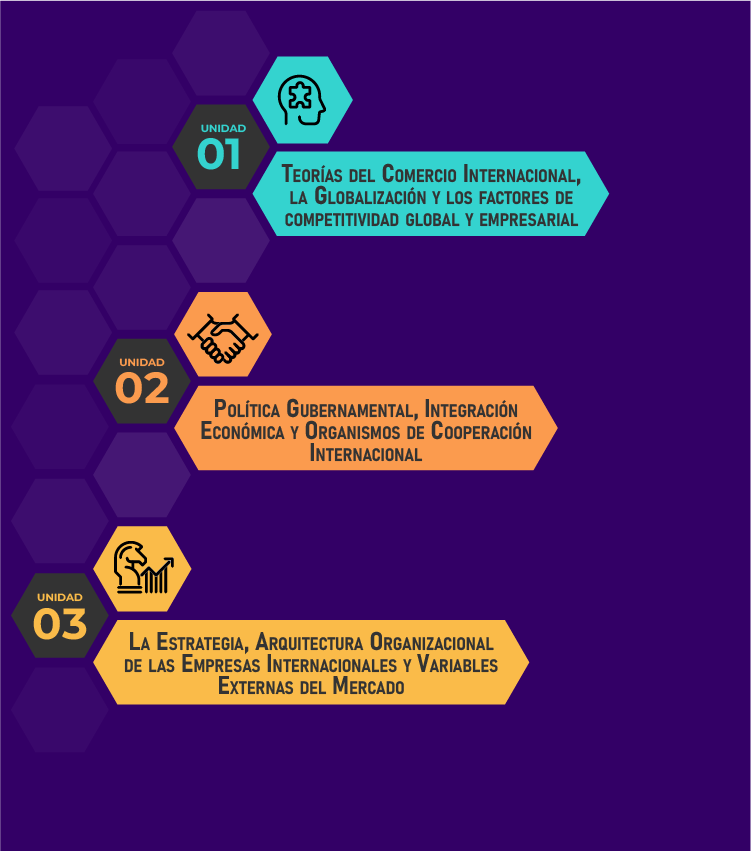 UNIDAD
01
Teorías del Comercio Internacional,
la Globalización y los factores de
competitividad global y empresarial
UNIDAD
02
Política Gubernamental, Integración
Económica y Organismos de Cooperación
Internacional
UNIDAD
03
La Estrategia, Arquitectura Organizacional
de las Empresas Internacionales y Variables
Externas del Mercado